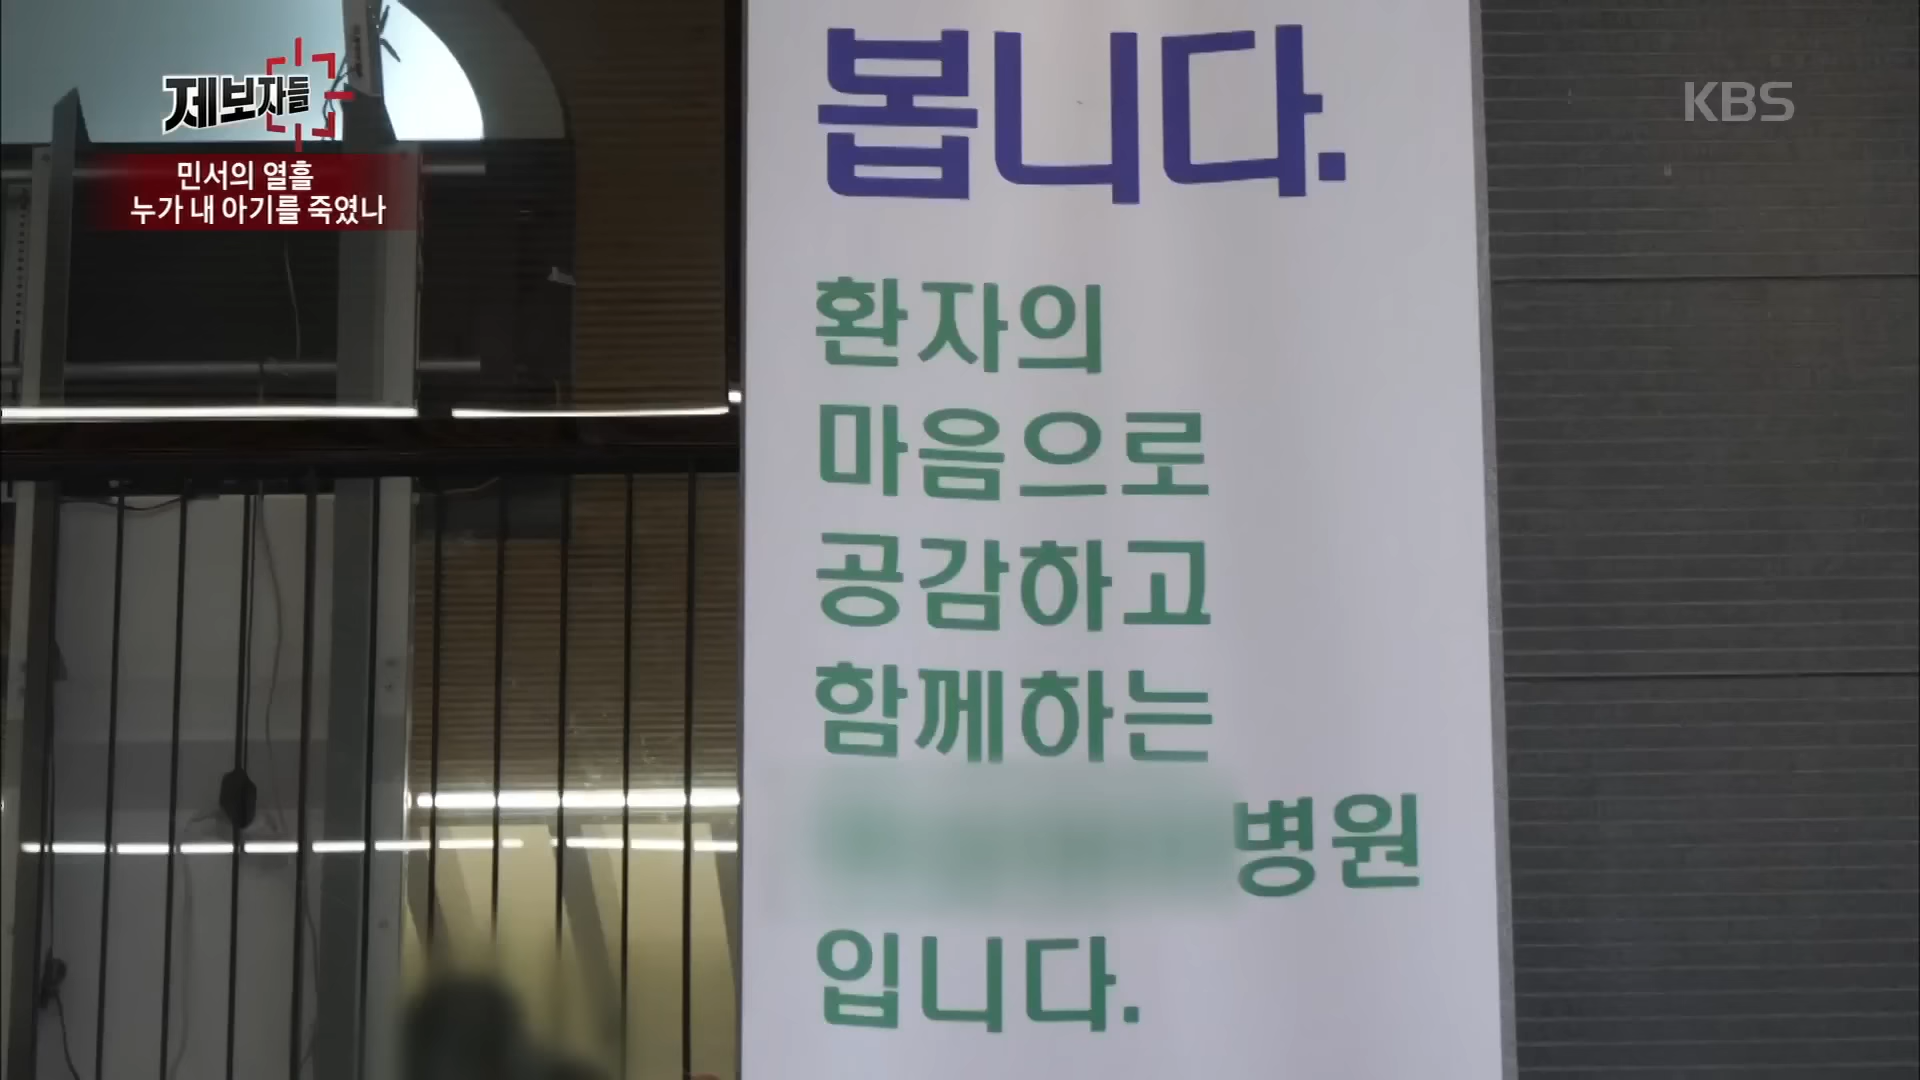 제보자들
민서의 열흘
누가 내 아기를 죽였나
KBS
봅니다.
환자의
마음으로
공감하고
함께하는
병원
입니다.